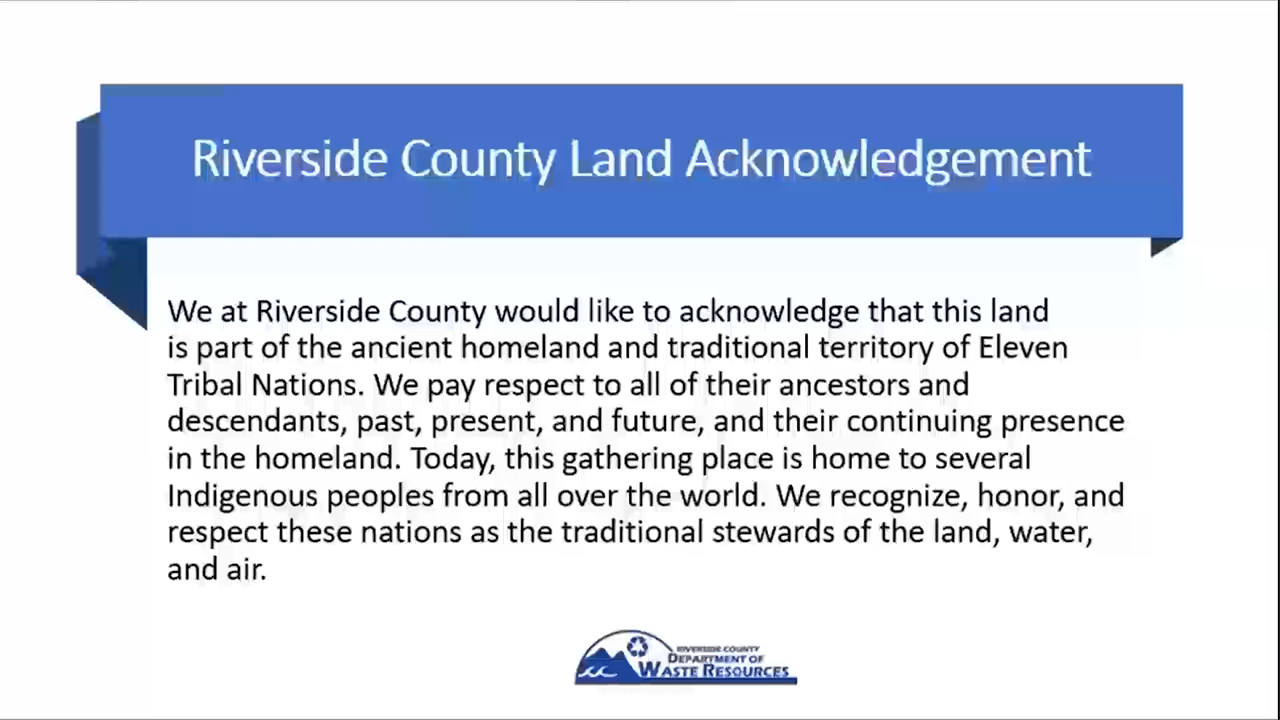 Riverside County Land Acknowledgement
We at Riverside County would like to acknowledge that this land
is part of the ancient homeland and traditional territory of Eleven
Tribal Nations. We pay respect to all of their ancestors and
descendants, past, present, and future, and their continuing presence
in the homeland. Today, this gathering place is home to several
Indigenous peoples from all over the world. We recognize, honor, and
respect these nations as the traditional stewards of the land, water,
and air.
RIVERSIDE COUNTY
DEPARTMENT OF
WASTE RESOURCES